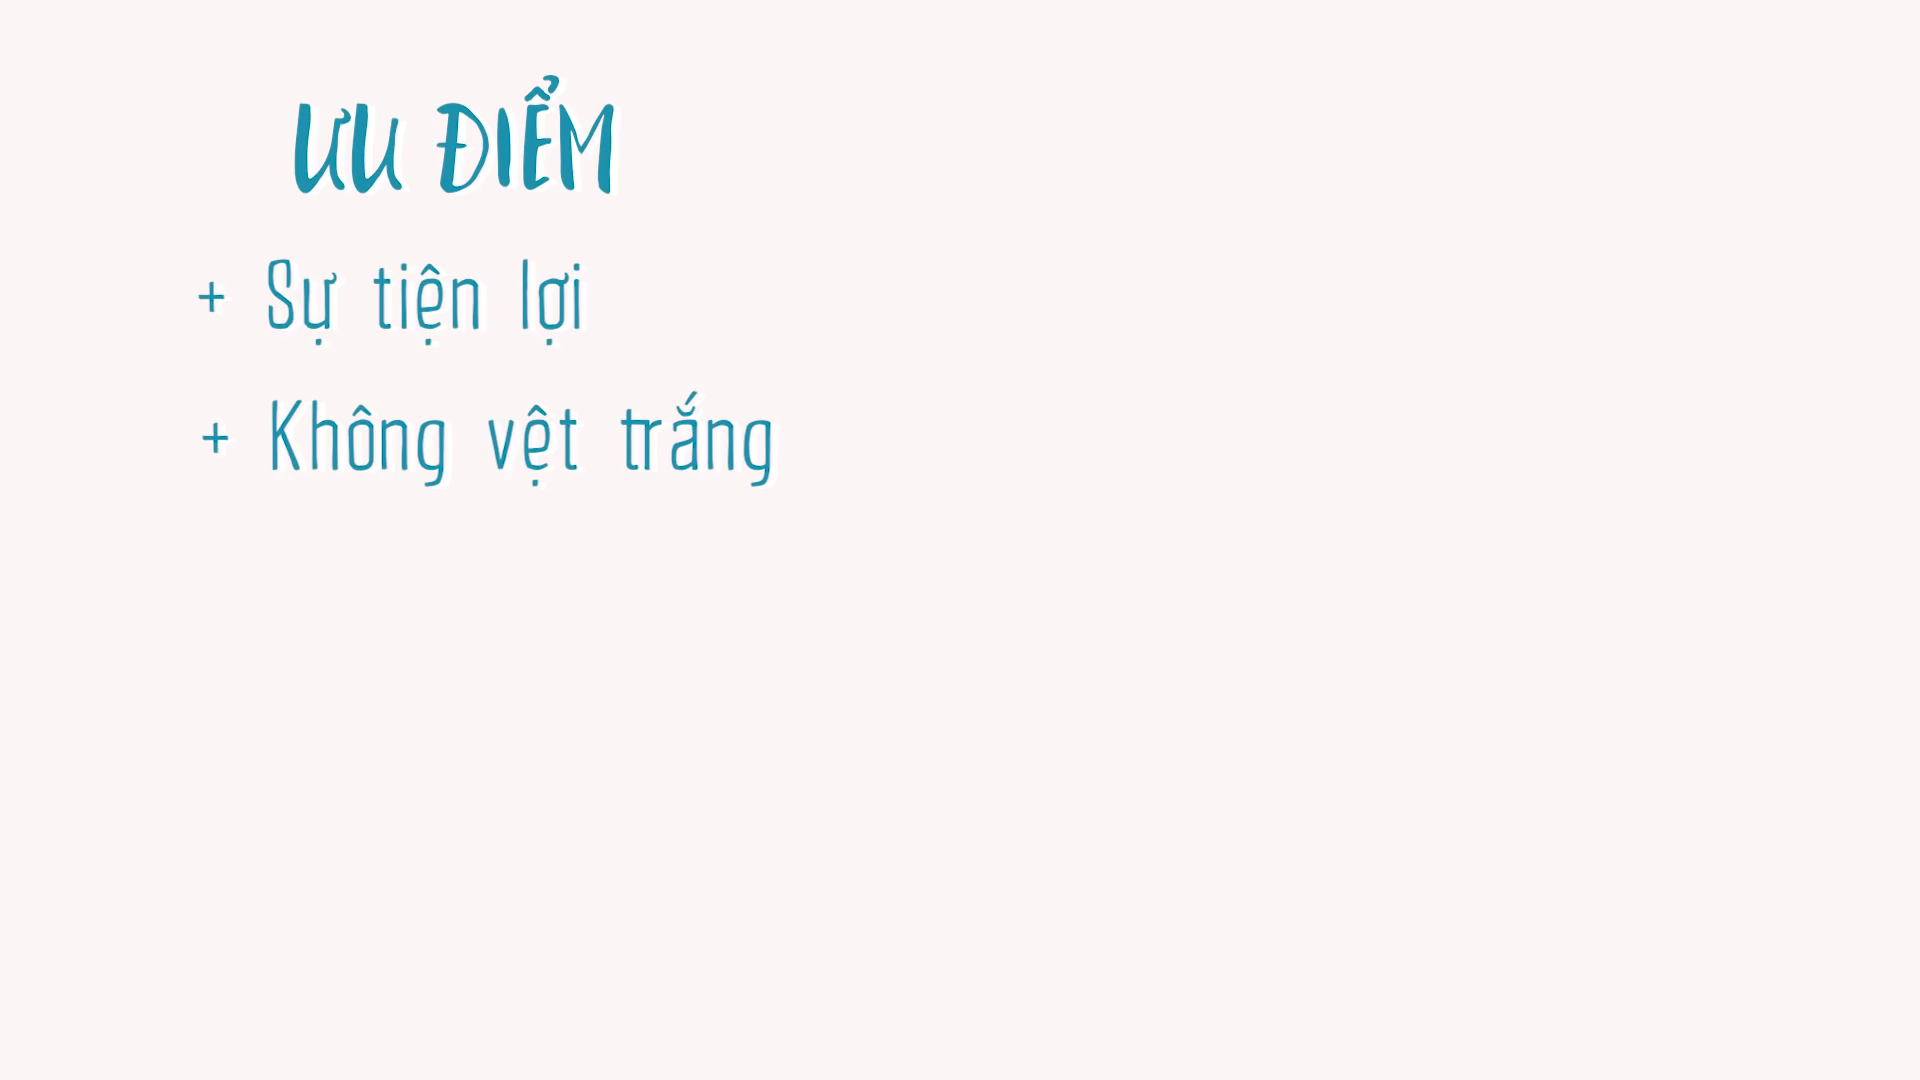 ƯU ĐIỂM
+ Sự tiện lợi
+ Không vệt trắng